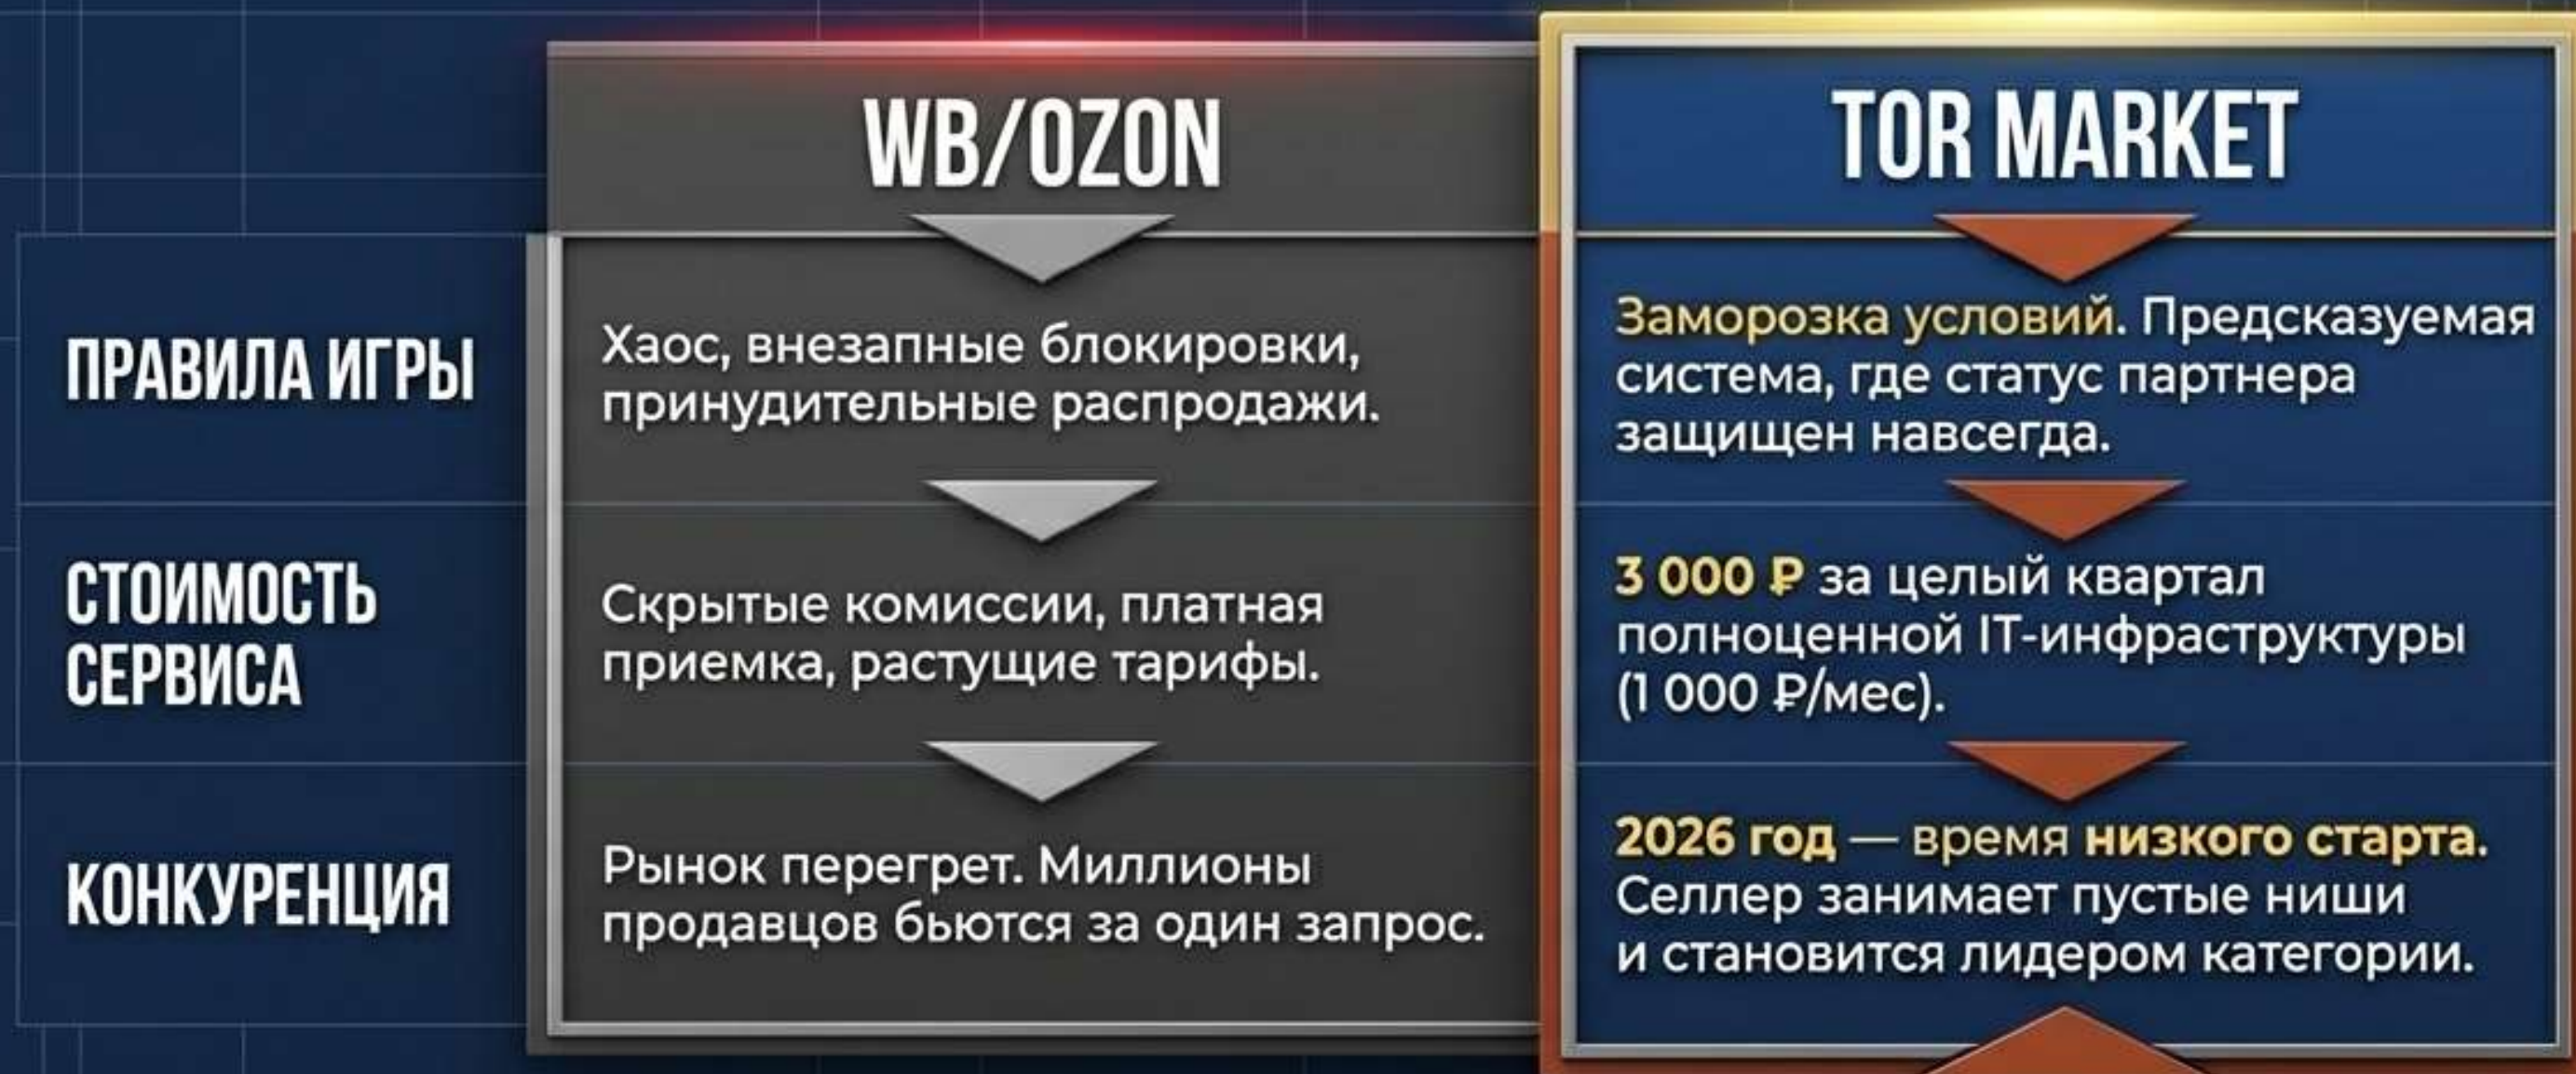 WB/OZON
TOR MARKET
ПРАВИЛА ИГРЫ
Хаос, внезапные блокировки,
принудительные распродажи.
Заморозка условий. Предсказуемая
система, где статус партнера
защищен навсегда.
СТОИМОСТЬ
СЕРВИСА
Скрытые комиссии, платная
приемка, растущие тарифы.
3 000 ₽ за целый квартал
полноценной IT-инфраструктуры
(1 000 ₽/мес).
КОНКУРЕНЦИЯ
Рынок перегрет. Миллионы
продавцов бьются за один запрос.
2026 год — время низкого старта.
Селлер занимает пустые ниши
и становится лидером категории.